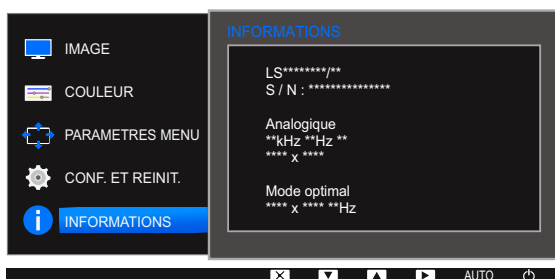 IMAGE
COULEUR
PARAMETRES MENU
CONF. ET REINIT.
INFORMATIONS
INFORMATIONS
LS********/**
S / N : ***************
Analogique
**kHz **Hz **
**** x ****
Mode optimal
**** x **** **Hz
AUTO